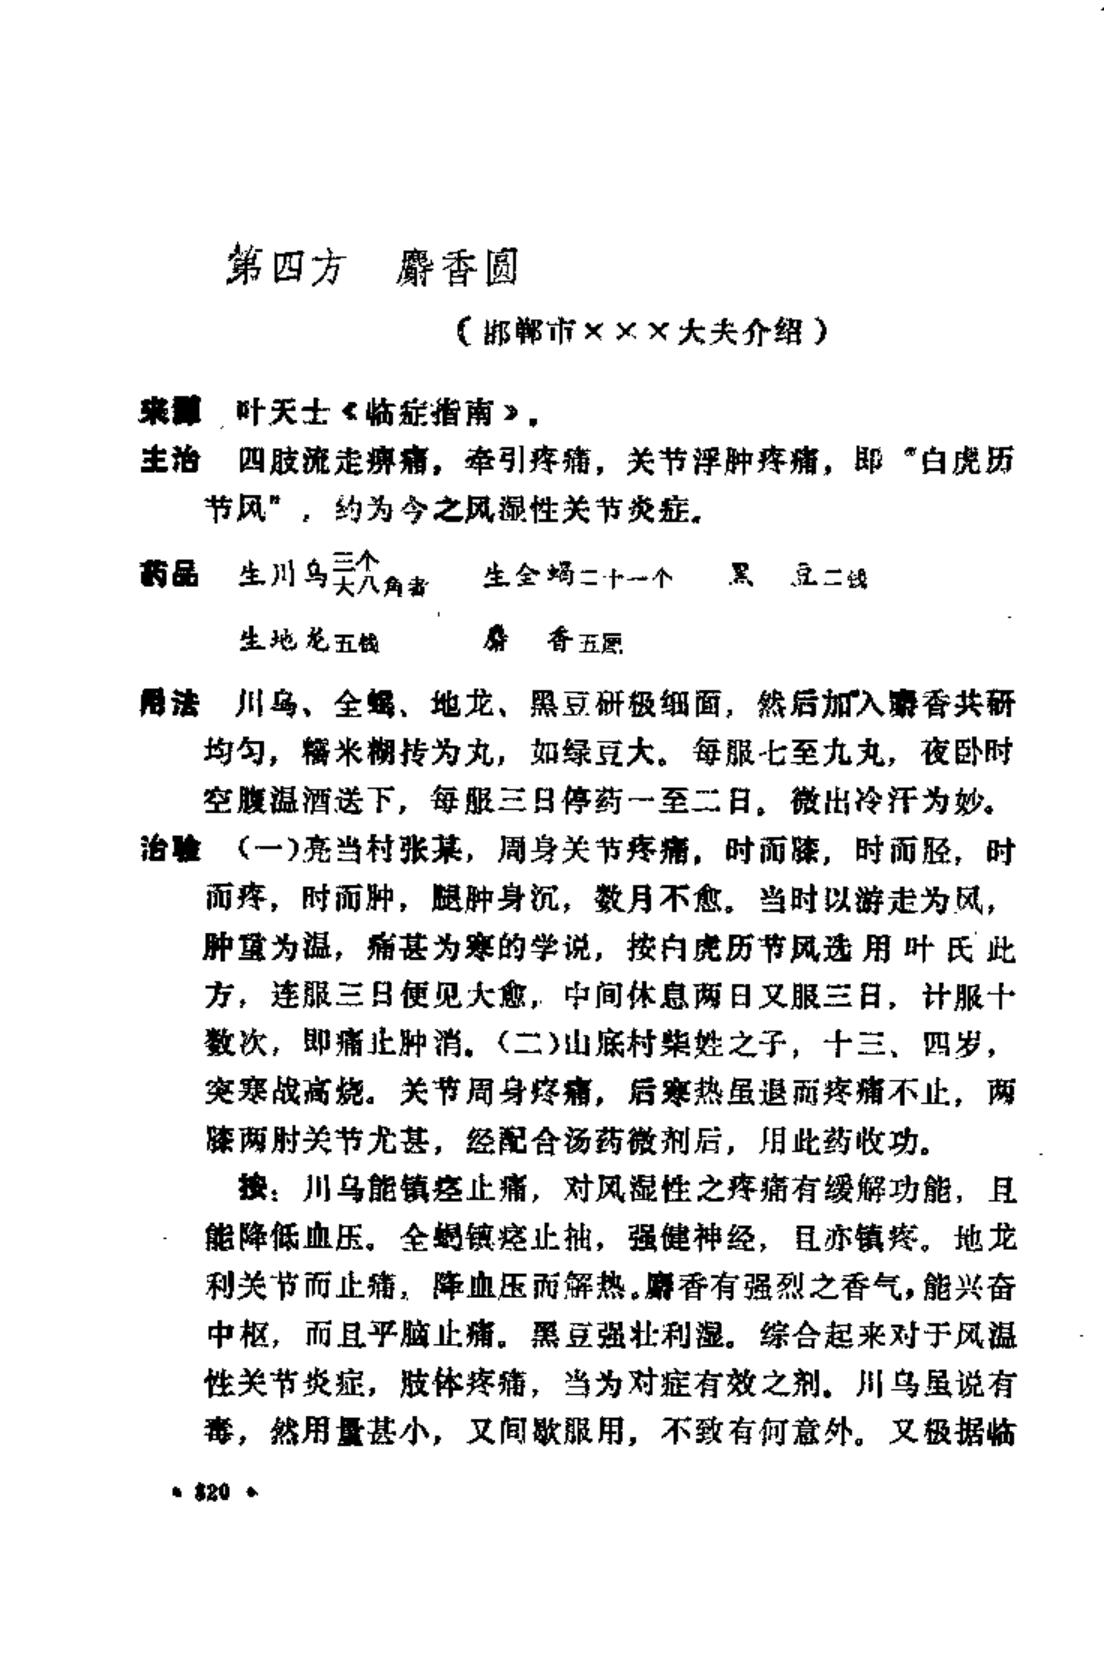 第四方　麝香圆
（邯郸市×××大夫介绍）
来源　叶天士《临症指南》。
主治　四肢流走痹痛，牵引疼痛，关节浮肿疼痛，即“白虎历
节风”，约为今之风湿性关节炎症。
药品　生川乌三个大八角者　生全蝎二十一个　黑　豆二钱
生地龙五钱　麝　香五厘
用法　川乌、全蝎、地龙、黑豆研极细面，然后加入麝香共研
均匀，糯米糊抟为丸，如绿豆大。每服七至九丸，夜卧时
空腹温酒送下，每服三日停药一至二日。微出冷汗为妙。
治验　（一）亮当村张某，周身关节疼痛，时而膝，时而胫，时
而疼，时而肿，腿肿身沉，数月不愈。当时以游走为风，
肿重为温，痛甚为寒的学说，按白虎历节风选用叶氏此
方，连服三日便见大愈，中间休息两日又服三日，计服十
数次，即痛止肿消。（二）山底村柴姓之子，十三、四岁，
突寒战高烧。关节周身疼痛，后寒热虽退而疼痛不止，两
膝两肘关节尤甚，经配合汤药微剂后，用此药收功。
按：川乌能镇痉止痛，对风湿性之疼痛有缓解功能，且
能降低血压。全蝎镇痉止抽，强健神经，且亦镇疼。地龙
利关节而止痛，降血压而解热。麝香有强烈之香气，能兴奋
中枢，而且平脑止痛。黑豆强壮利湿。综合起来对于风温
性关节炎症，肢体疼痛，当为对症有效之剂。川乌虽说有
毒，然用量甚小，又间歇服用，不致有何意外。又极据临
· 320 ·